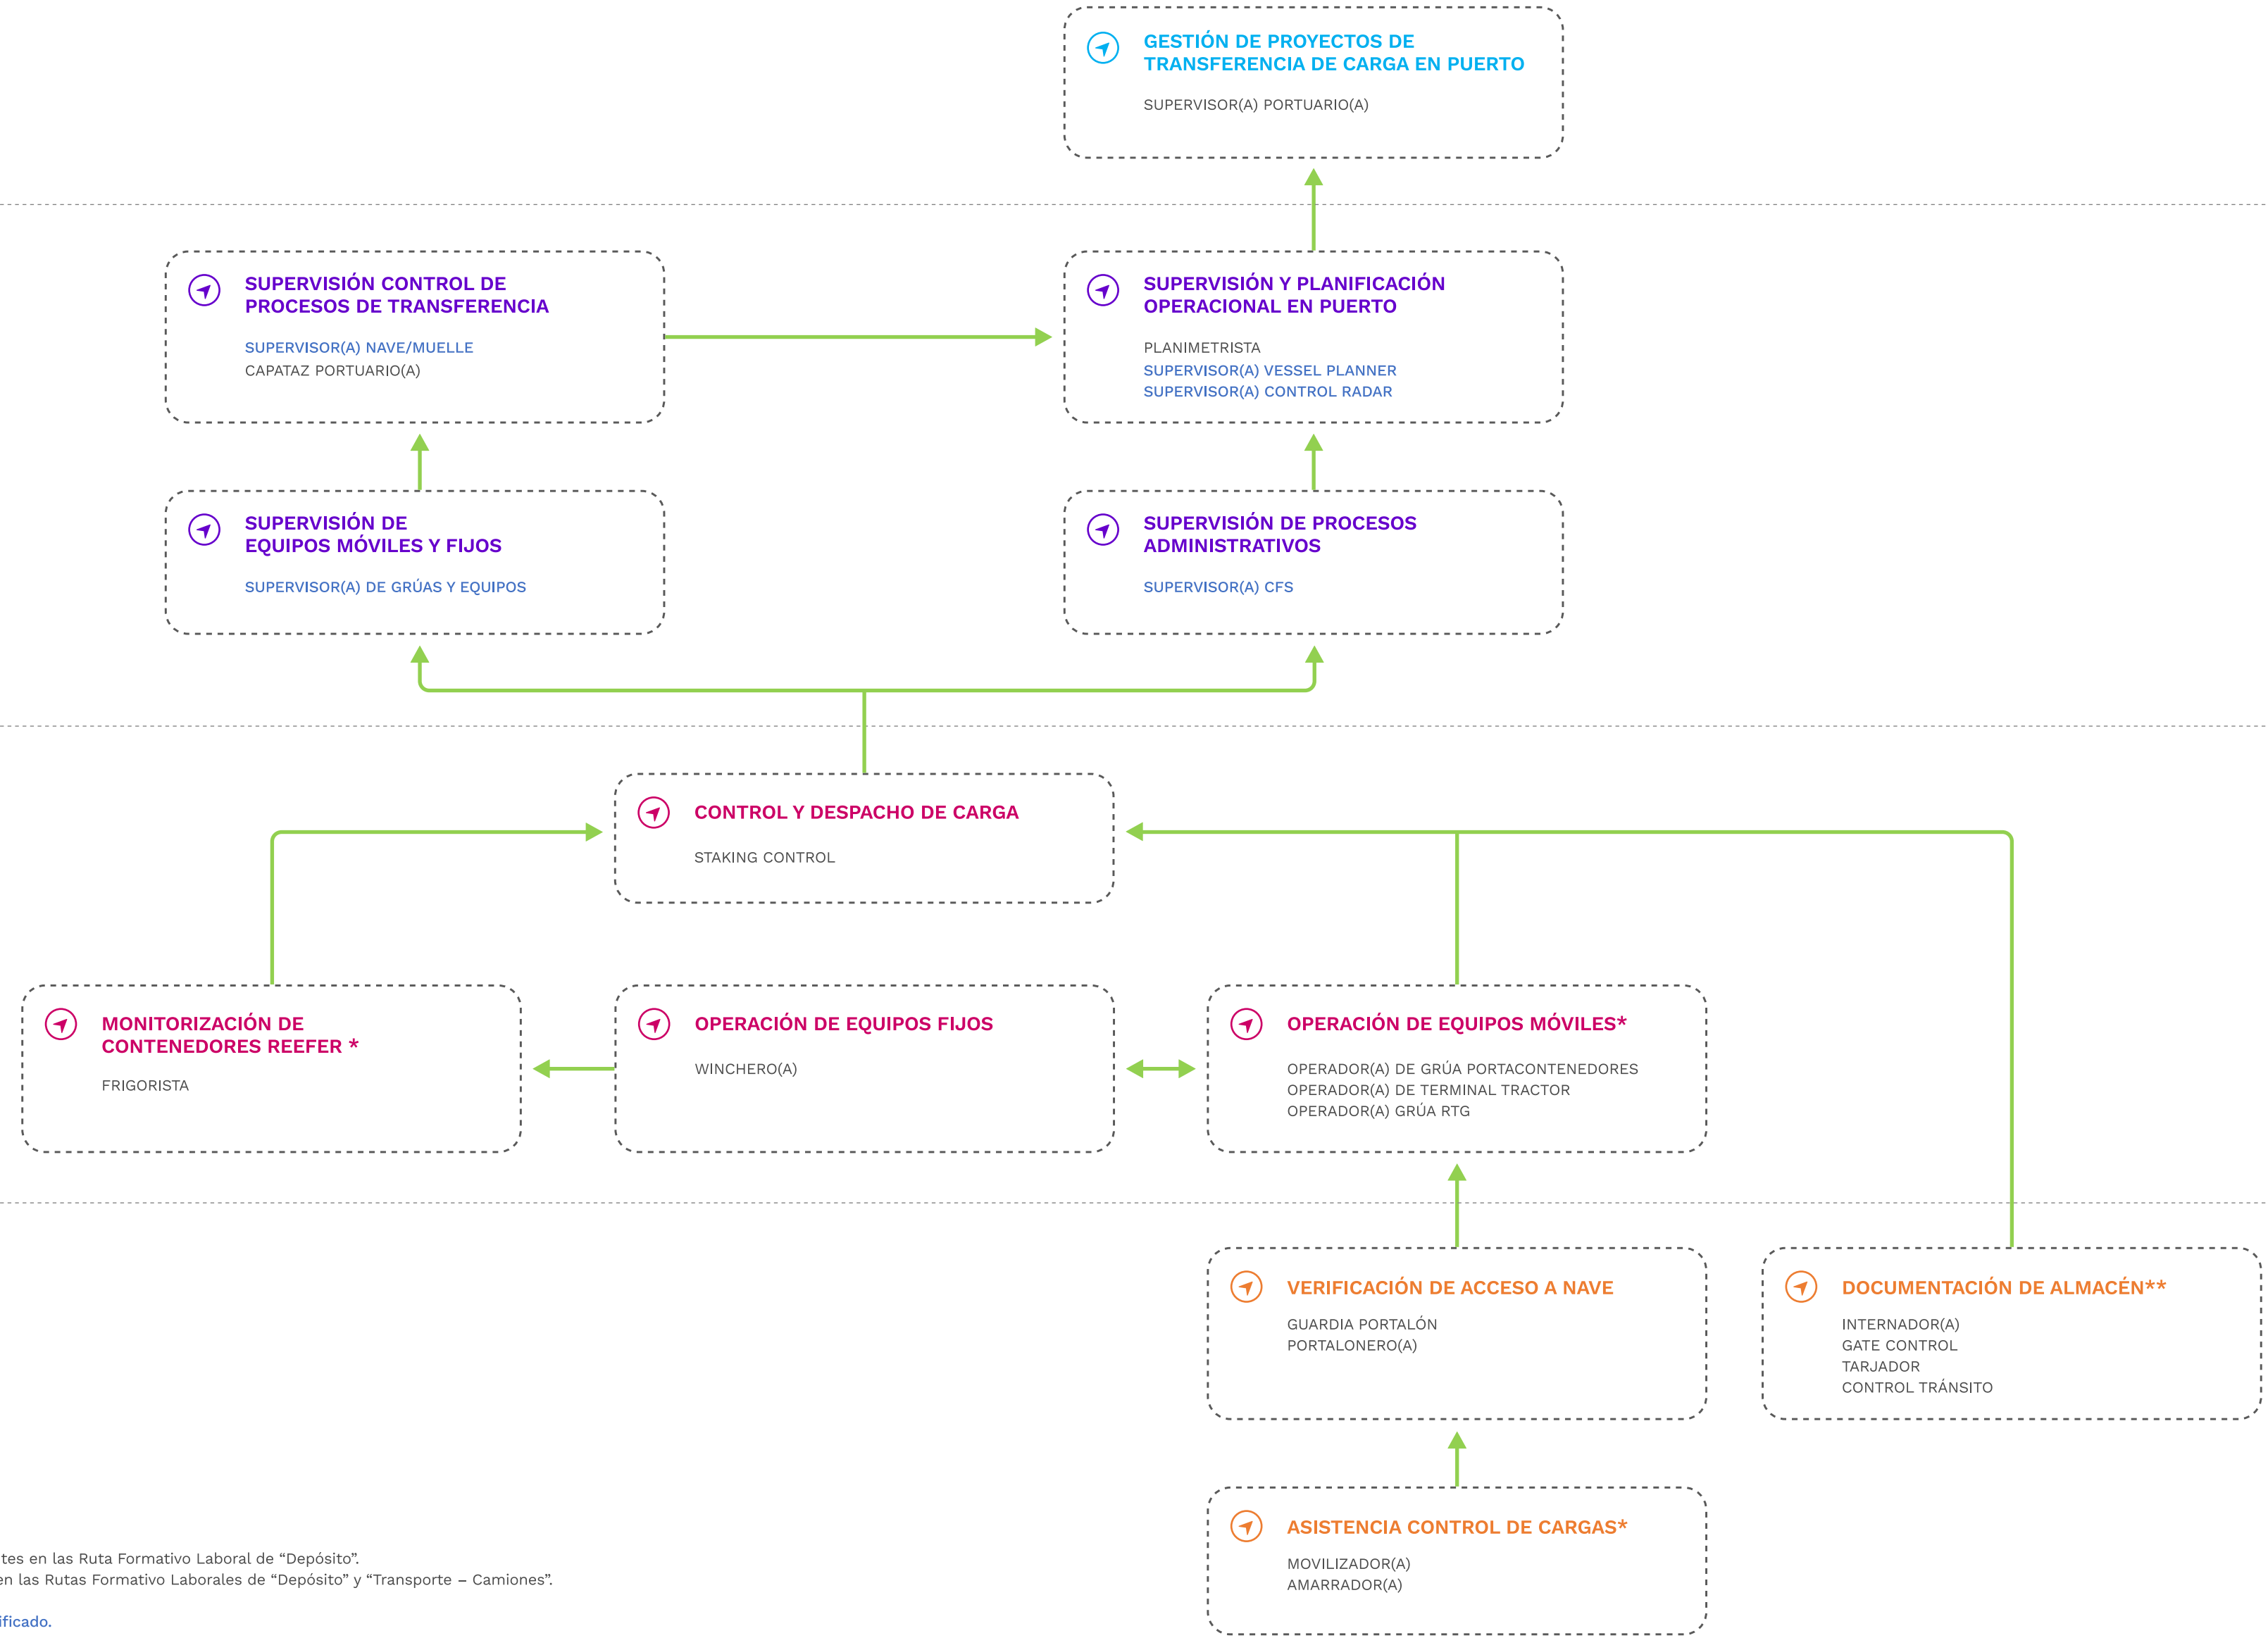 GESTIÓN DE PROYECTOS DE
TRANSFERENCIA DE CARGA EN PUERTO
SUPERVISOR(A) PORTUARIO(A)
SUPERVISIÓN CONTROL DE
PROCESOS DE TRANSFERENCIA
SUPERVISOR(A) NAVE/MUELLE
CAPATAZ PORTUARIO(A)
SUPERVISIÓN Y PLANIFICACIÓN
OPERACIONAL EN PUERTO
PLANIMETRISTA
SUPERVISOR(A) VESSEL PLANNER
SUPERVISOR(A) CONTROL RADAR
SUPERVISIÓN DE
EQUIPOS MÓVILES Y FIJOS
SUPERVISOR(A) DE GRÚAS Y EQUIPOS
SUPERVISIÓN DE PROCESOS
ADMINISTRATIVOS
SUPERVISOR(A) CFS
CONTROL Y DESPACHO DE CARGA
STAKING CONTROL
MONITORIZACIÓN DE
CONTENEDORES REEFER *
FRIGORISTA
OPERACIÓN DE EQUIPOS FIJOS
WINCHERO(A)
OPERACIÓN DE EQUIPOS MÓVILES*
OPERADOR(A) DE GRÚA PORTACONTENEDORES
OPERADOR(A) DE TERMINAL TRACTOR
OPERADOR(A) GRÚA RTG
VERIFICACIÓN DE ACCESO A NAVE
GUARDIA PORTALÓN
PORTALONERO(A)
DOCUMENTACIÓN DE ALMACÉN**
INTERNADOR(A)
GATE CONTROL
TARJADOR
CONTROL TRÁNSITO
ASISTENCIA CONTROL DE CARGAS*
MOVILIZADOR(A)
AMARRADOR(A)
tes en las Ruta Formativo Laboral de “Depósito”.
en las Rutas Formativo Laborales de “Depósito” y “Transporte – Camiones”.
ificado.